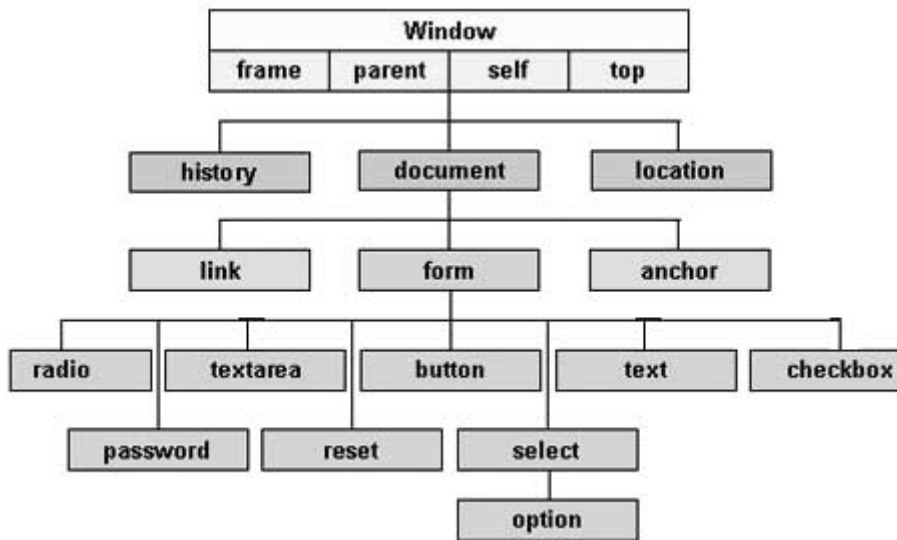 Window
frame parent self top
history document location
link form anchor
radio textarea button text checkbox
password reset select
option